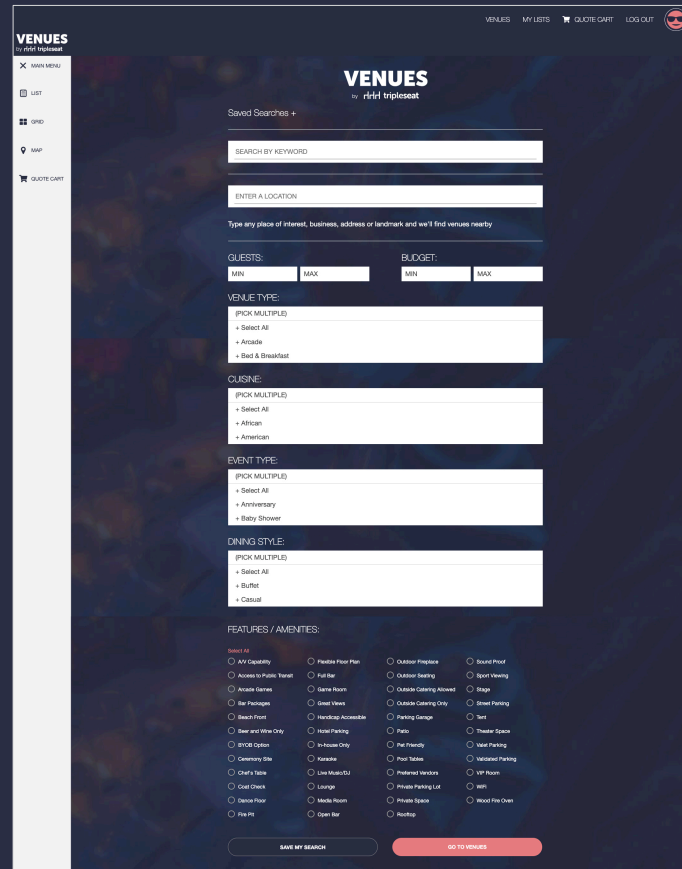 VENUES MY LISTS QUOTE CART LOG OUT
VENUES
by tripleseat
MAIN MENU
LIST
GRID
MAP
QUOTE CART
VENUES
by tripleseat
Saved Searches +
SEARCH BY KEYWORD
ENTER A LOCATION
Type any place of interest, business, address or landmark and we'll find venues nearby
GUESTS: BUDGET:
MIN MAX MIN MAX
VENUE TYPE:
(PICK MULTIPLE)
+ Select All
+ Arcade
+ Bed & Breakfast
CUISINE:
(PICK MULTIPLE)
+ Select All
+ African
+ American
EVENT TYPE:
(PICK MULTIPLE)
+ Select All
+ Anniversary
+ Baby Shower
DINING STYLE:
(PICK MULTIPLE)
+ Select All
+ Buffet
+ Casual
FEATURES / AMENITIES:
Select All
A/V Capability Flexible Floor Plan Outdoor Fireplace Sound Proof
Access to Public Transit Full Bar Outdoor Seating Sport Viewing
Arcade Games Game Room Outside Catering Allowed Stage
Bar Packages Great Views Outside Catering Only Street Parking
Beach Front Handicap Accessible Parking Garage Tent
Beer and Wine Only Hotel Parking Patio Theater Space
BYOB Option In-house Only Pet Friendly Valet Parking
Ceremony Site Karaoke Pool Tables Validated Parking
Chef's Table Live Music/DJ Preferred Vendors VIP Room
Coat Check Lounge Private Parking Lot WiFi
Dance Floor Media Room Private Space Wood Fire Oven
Fire Pit Open Bar Rooftop
SAVE MY SEARCH GO TO VENUES